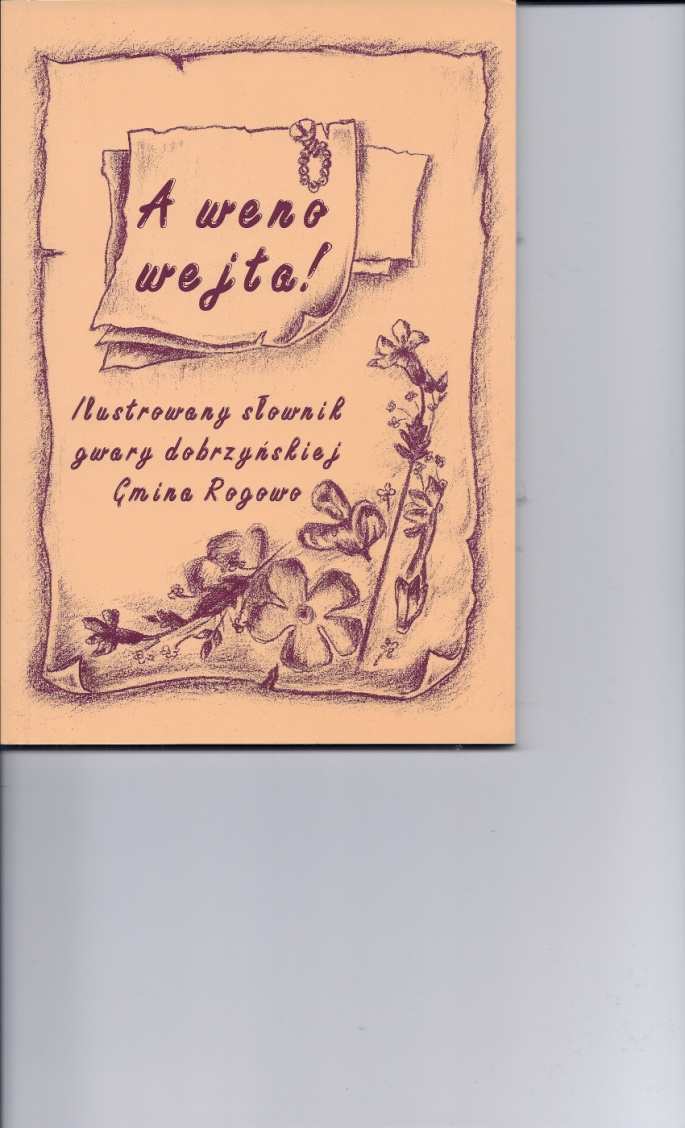 A weno
wejta!
Ilustrowany słownik
gwary dobrzyńskiej
Gmina Rogowo